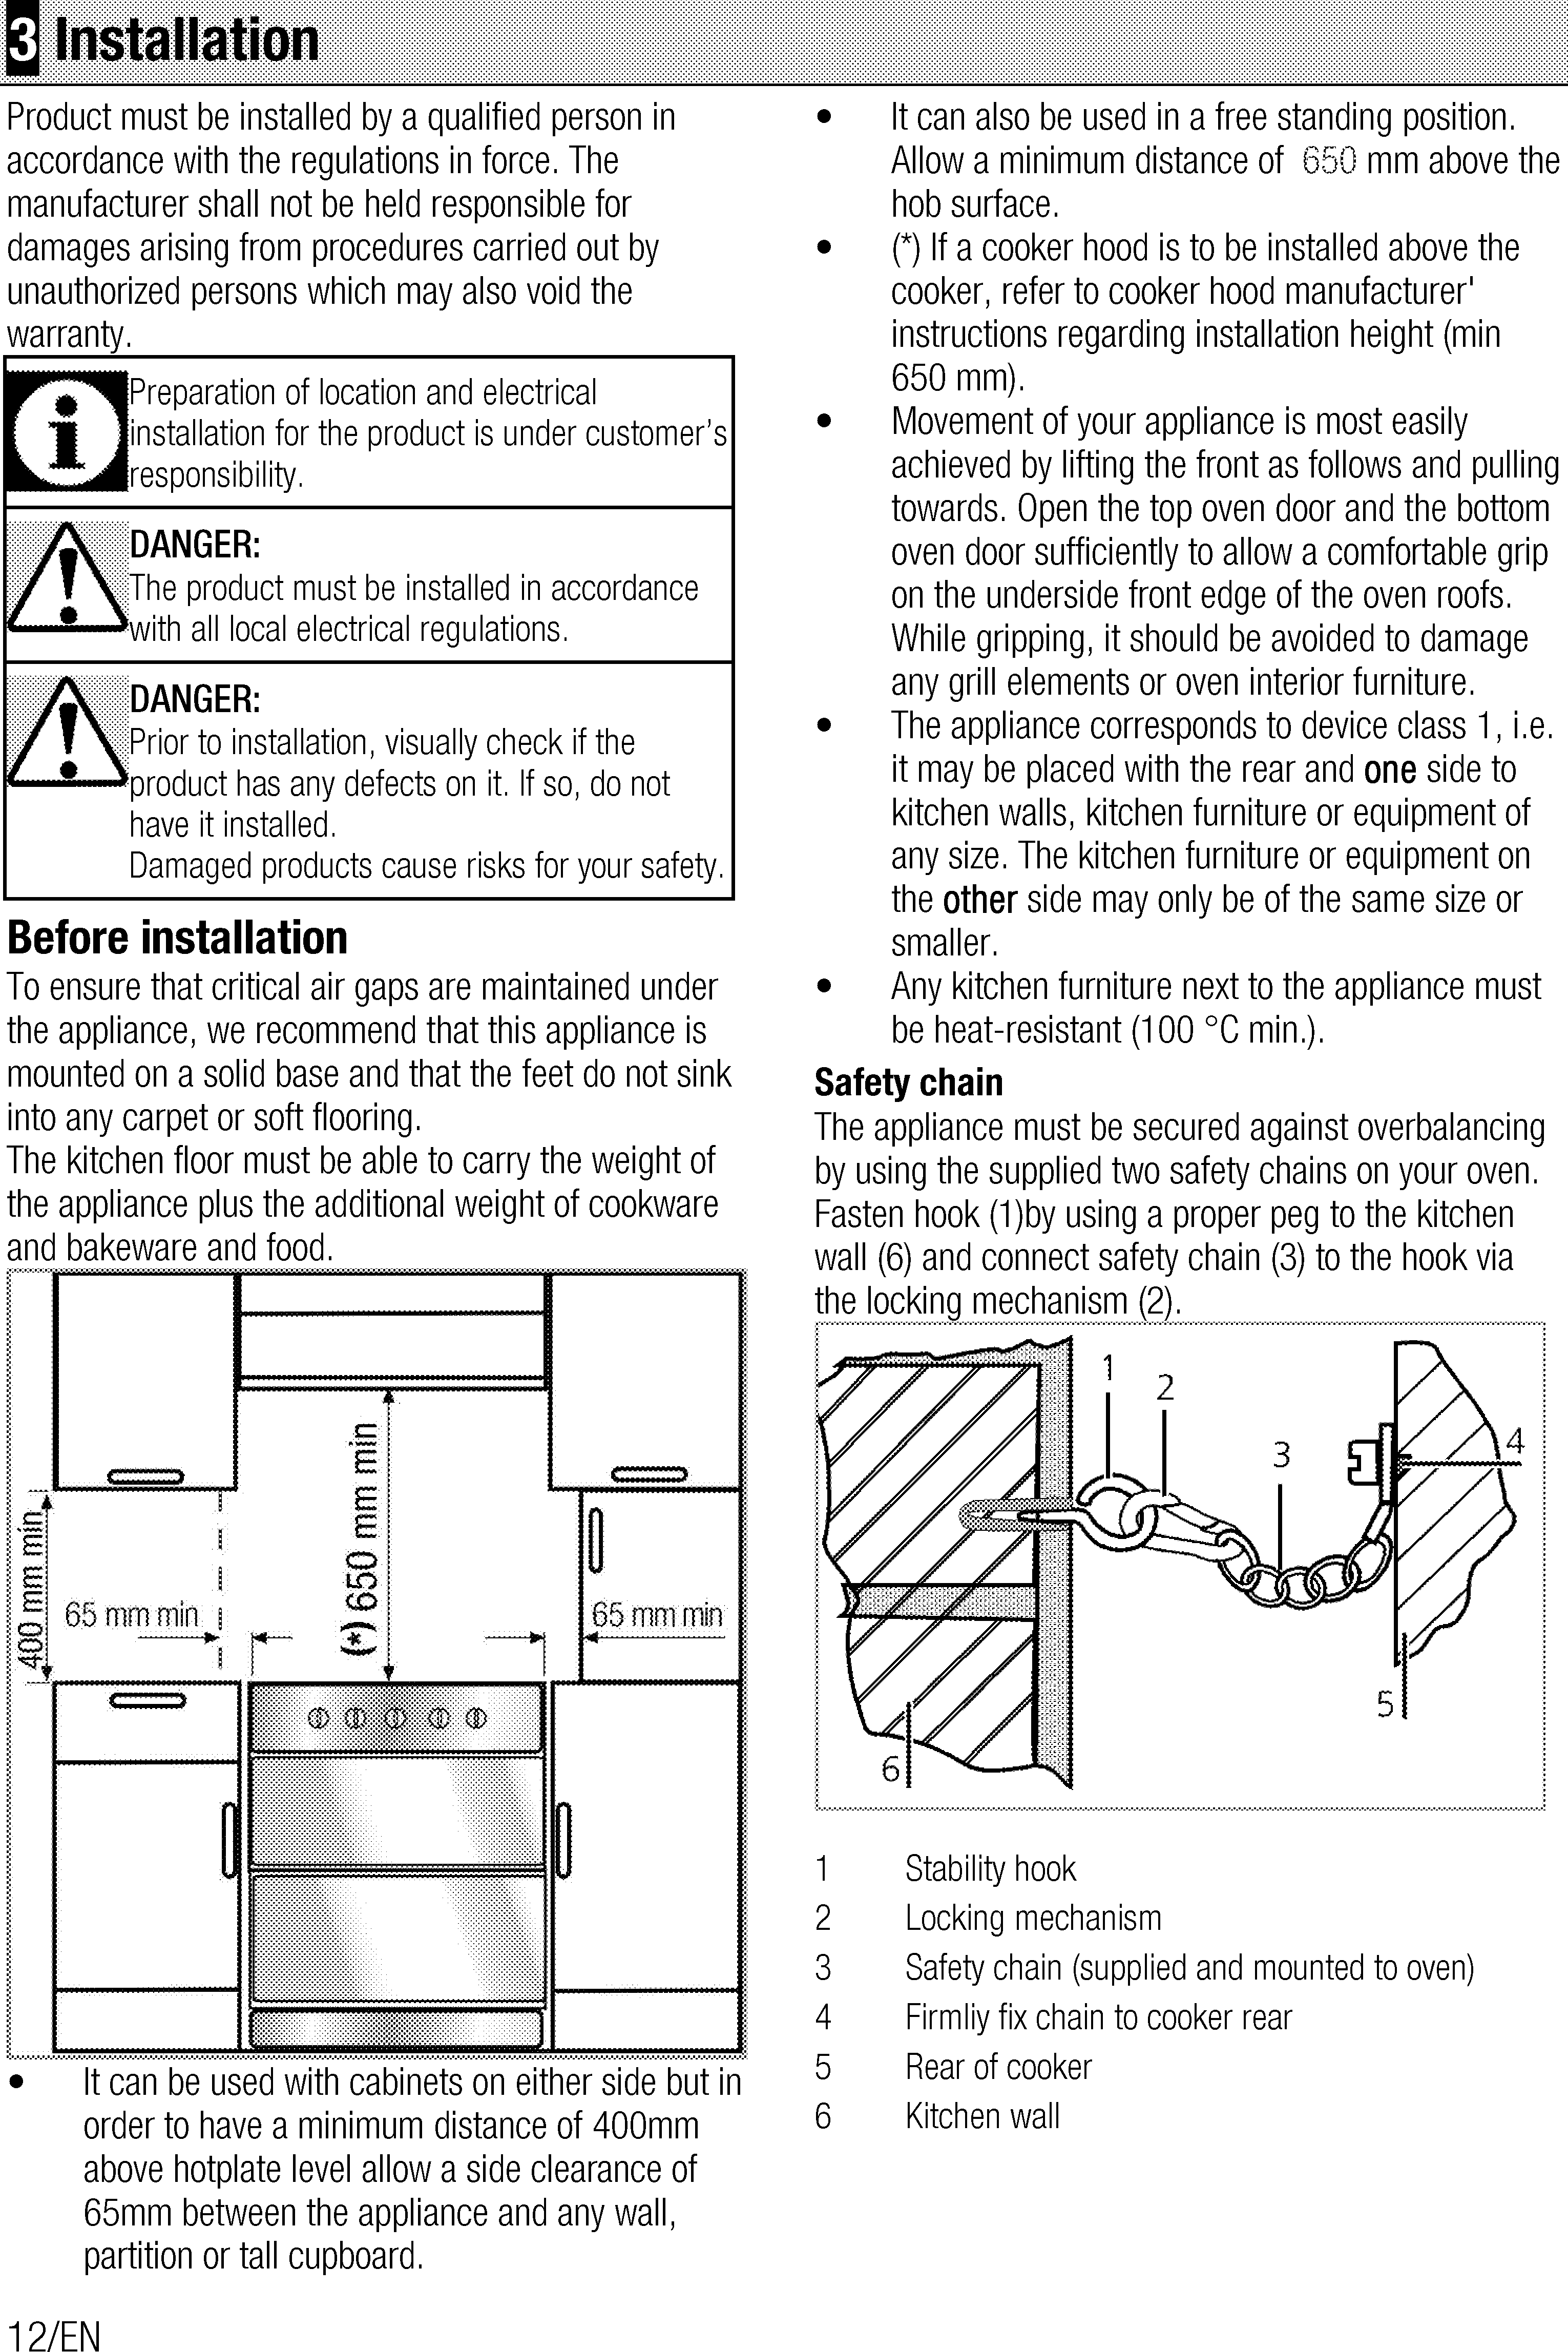 3 Installation
Product must be installed by a qualified person in
accordance with the regulations in force. The
manufacturer shall not be held responsible for
damages arising from procedures carried out by
unauthorized persons which may also void the
warranty.
Preparation of location and electrical
installation for the product is under customer’s
responsibility.
DANGER:
The product must be installed in accordance
with all local electrical regulations.
DANGER:
Prior to installation, visually check if the
product has any defects on it. If so, do not
have it installed.
Damaged products cause risks for your safety.
Before installation
To ensure that critical air gaps are maintained under
the appliance, we recommend that this appliance is
mounted on a solid base and that the feet do not sink
into any carpet or soft flooring.
The kitchen floor must be able to carry the weight of
the appliance plus the additional weight of cookware
and bakeware and food.
400 mm min
65 mm min
(*) 650 mm min
65 mm min
• It can be used with cabinets on either side but in
order to have a minimum distance of 400mm
above hotplate level allow a side clearance of
65mm between the appliance and any wall,
partition or tall cupboard.
• It can also be used in a free standing position.
Allow a minimum distance of 650 mm above the
hob surface.
• (*) If a cooker hood is to be installed above the
cooker, refer to cooker hood manufacturer'
instructions regarding installation height (min
650 mm).
• Movement of your appliance is most easily
achieved by lifting the front as follows and pulling
towards. Open the top oven door and the bottom
oven door sufficiently to allow a comfortable grip
on the underside front edge of the oven roofs.
While gripping, it should be avoided to damage
any grill elements or oven interior furniture.
• The appliance corresponds to device class 1, i.e.
it may be placed with the rear and one side to
kitchen walls, kitchen furniture or equipment of
any size. The kitchen furniture or equipment on
the other side may only be of the same size or
smaller.
• Any kitchen furniture next to the appliance must
be heat-resistant (100 °C min.).
Safety chain
The appliance must be secured against overbalancing
by using the supplied two safety chains on your oven.
Fasten hook (1)by using a proper peg to the kitchen
wall (6) and connect safety chain (3) to the hook via
the locking mechanism (2).
1
2
3
4
5
6
1 Stability hook
2 Locking mechanism
3 Safety chain (supplied and mounted to oven)
4 Firmliy fix chain to cooker rear
5 Rear of cooker
6 Kitchen wall
12/EN